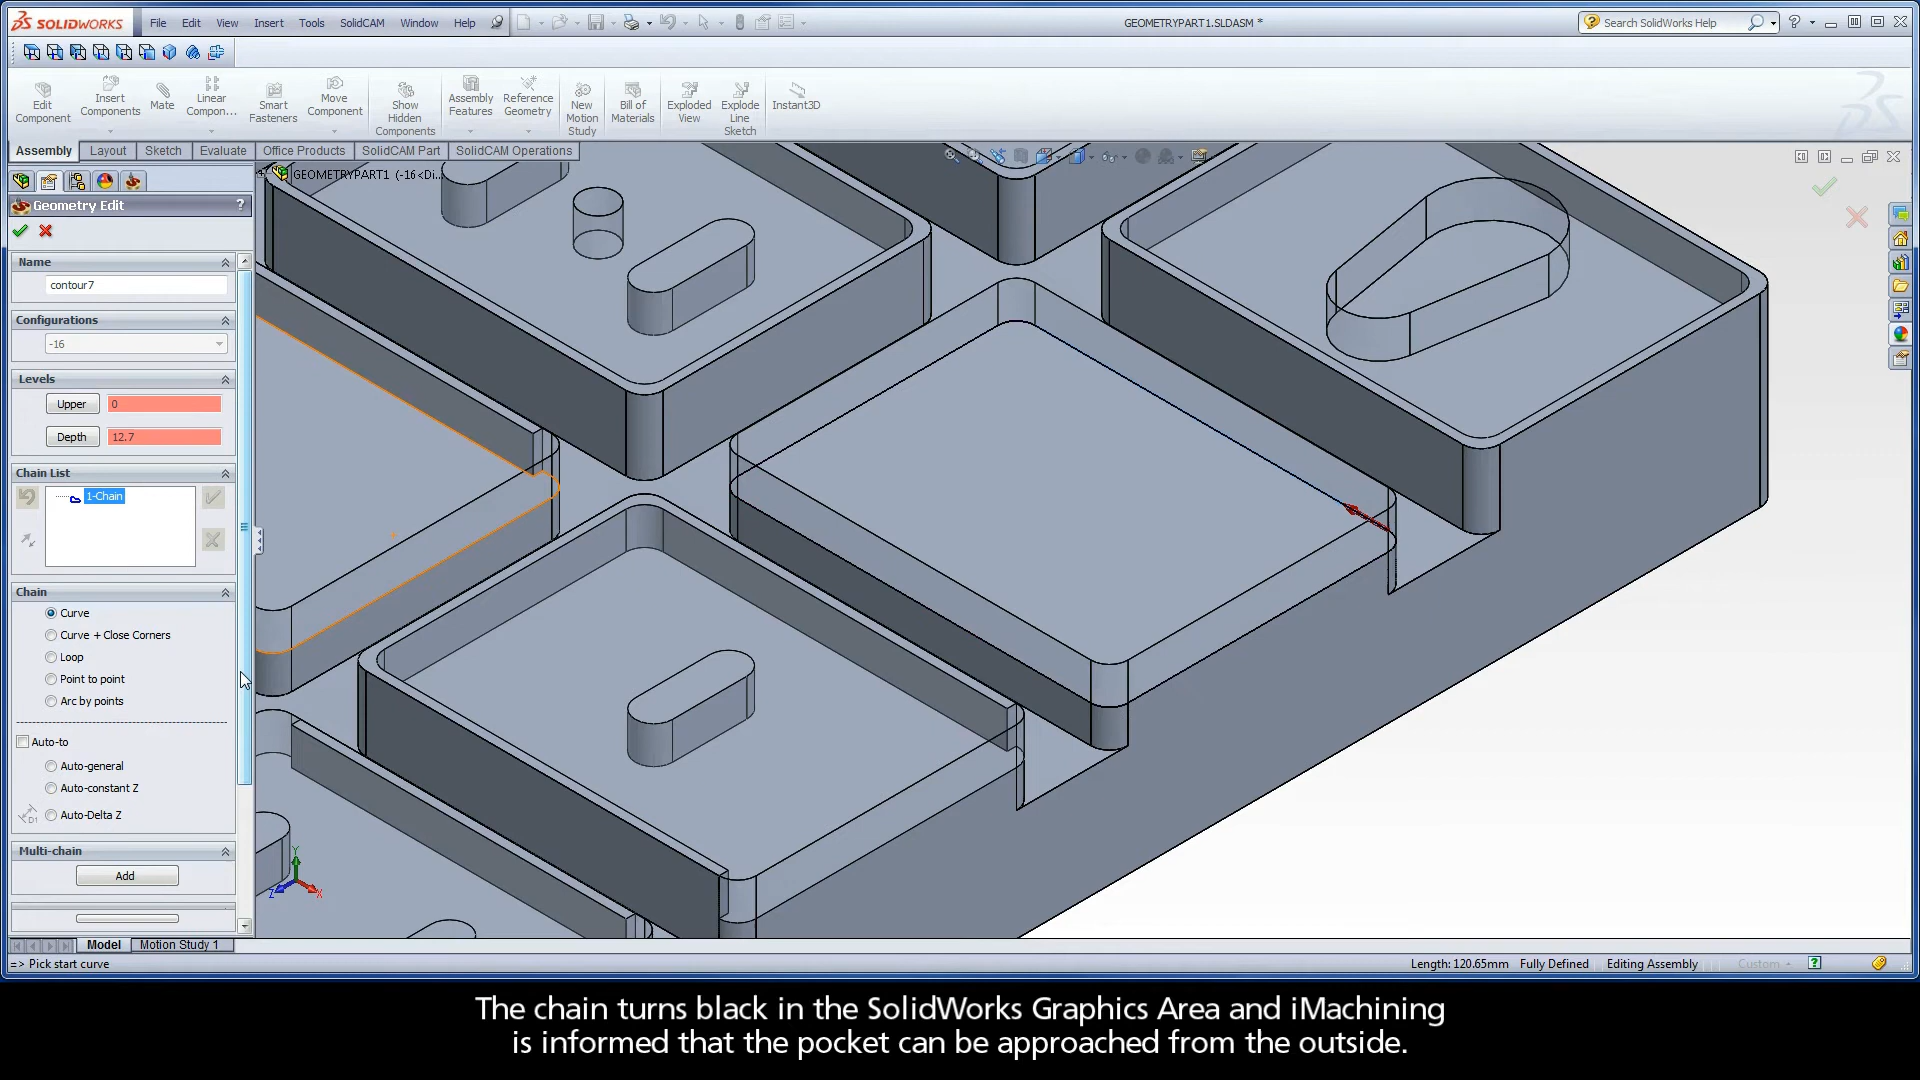 SOLIDWORKS File Edit View Insert Tools SolidCAM Window Help GEOMETRYPART1.SLDASM * Search SolidWorks Help
Edit Component
Insert Components
Mate
Linear Compon...
Smart Fasteners
Move Component
Show Hidden Components
Assembly Features
Reference Geometry
New Motion Study
Bill of Materials
Exploded View
Explode Line Sketch
Instant3D
Assembly Layout Sketch Evaluate Office Products SolidCAM Part SolidCAM Operations
GEOMETRYPART1 (-16<Di...
Geometry Edit ?
Name
contour7
Configurations
-16
Levels
Upper 0
Depth 12.7
Chain List
1-Chain
Chain
Curve
Curve + Close Corners
Loop
Point to point
Arc by points
Auto-to
Auto-general
Auto-constant Z
Auto-Delta Z
Multi-chain
Add
Y
Z X
Model Motion Study 1
=> Pick start curve Length: 120.65mm Fully Defined Editing Assembly Custom
The chain turns black in the SolidWorks Graphics Area and iMachining
is informed that the pocket can be approached from the outside.